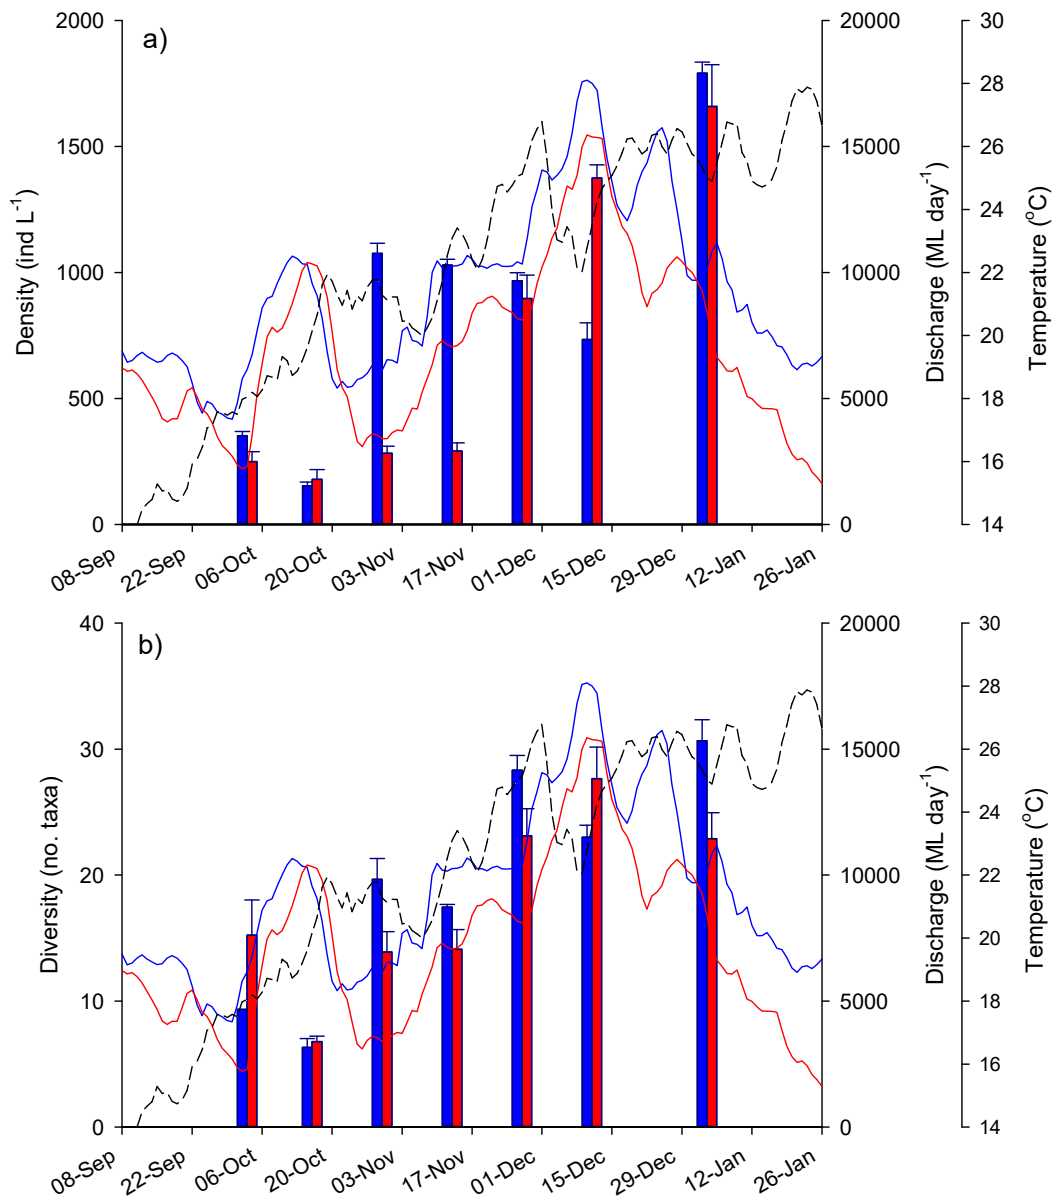 a)
Density (ind L⁻¹)
2000
1500
1000
500
0
20000
15000
10000
5000
0
Discharge (ML day⁻¹)
30
28
26
24
22
20
18
16
14
Temperature (°C)
08-Sep
22-Sep
06-Oct
20-Oct
03-Nov
17-Nov
01-Dec
15-Dec
29-Dec
12-Jan
26-Jan
b)
Diversity (no. taxa)
40
30
20
10
0
20000
15000
10000
5000
0
Discharge (ML day⁻¹)
30
28
26
24
22
20
18
16
14
Temperature (°C)
08-Sep
22-Sep
06-Oct
20-Oct
03-Nov
17-Nov
01-Dec
15-Dec
29-Dec
12-Jan
26-Jan